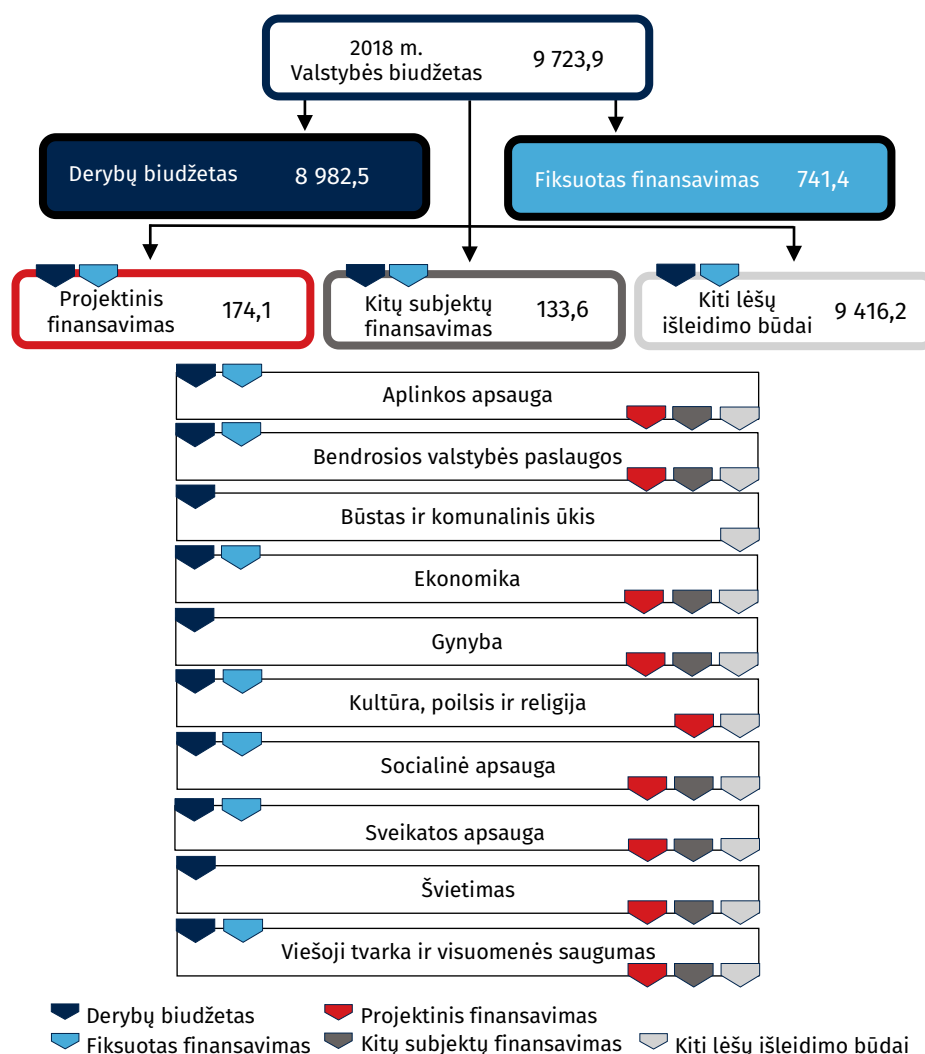 2018 m.
Valstybės biudžetas
9 723,9
Derybų biudžetas
8 982,5
Fiksuotas finansavimas
741,4
Projektinis
finansavimas
174,1
Kitų subjektų
finansavimas
133,6
Kiti lėšų
išleidimo būdai
9 416,2
Aplinkos apsauga
Bendrosios valstybės paslaugos
Būstas ir komunalinis ūkis
Ekonomika
Gynyba
Kultūra, poilsis ir religija
Socialinė apsauga
Sveikatos apsauga
Švietimas
Viešoji tvarka ir visuomenės saugumas
Derybų biudžetas
Projektinis finansavimas
Fiksuotas finansavimas
Kitų subjektų finansavimas
Kiti lėšų išleidimo būdai